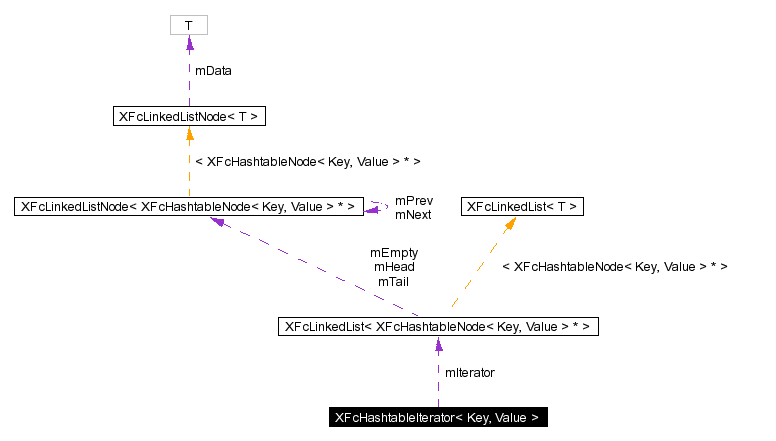 T
mData
XFcLinkedListNode< T >
< XFcHashtableNode< Key, Value > * >
XFcLinkedListNode< XFcHashtableNode< Key, Value > * >
mPrev
mNext
XFcLinkedList< T >
mEmpty
mHead
mTail
< XFcHashtableNode< Key, Value > * >
XFcLinkedList< XFcHashtableNode< Key, Value > * >
mIterator
XFcHashtableIterator< Key, Value >